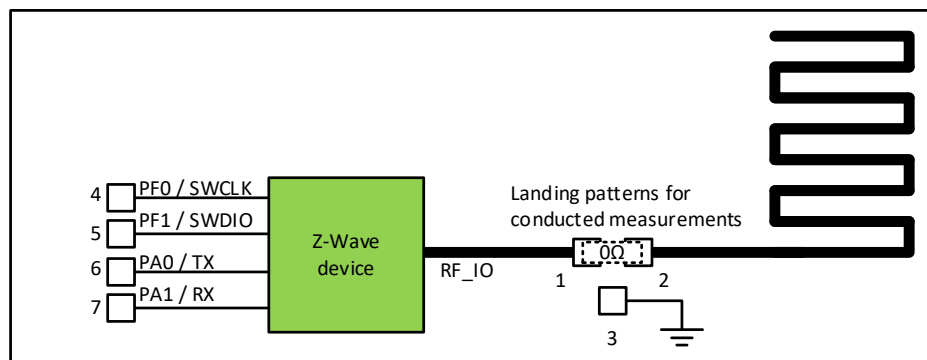 4 PF0 / SWCLK
5 PF1 / SWDIO
6 PA0 / TX
7 PA1 / RX
Z-Wave
device
RF_IO
Landing patterns for
conducted measurements
0Ω
1
2
3